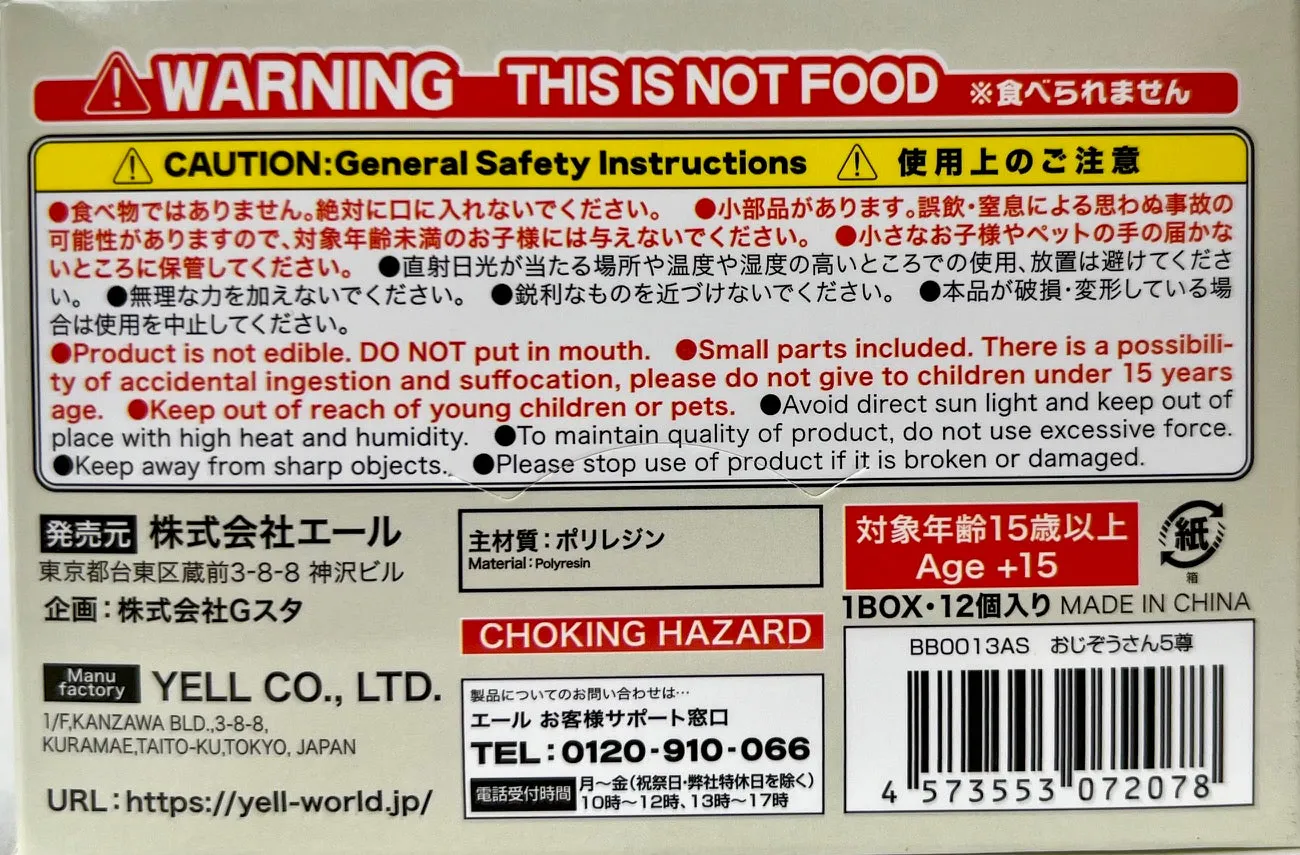 WARNING THIS IS NOT FOOD ※食べられません
CAUTION:General Safety Instructions 使用上のご注意
●食べ物ではありません。絶対に口に入れないでください。 ●小部品があります。誤飲・窒息による思わぬ事故の
可能性がありますので、対象年齢未満のお子様には与えないでください。 ●小さなお子様やペットの手の届かな
いところに保管してください。 ●直射日光が当たる場所や温度や湿度の高いところでの使用、放置は避けてくださ
い。 ●無理な力を加えないでください。 ●鋭利なものを近づけないでください。 ●本品が破損・変形している場
合は使用を中止してください。
●Product is not edible. DO NOT put in mouth. ●Small parts included. There is a possibili-
ty of accidental ingestion and suffocation, please do not give to children under 15 years
age. ●Keep out of reach of young children or pets. ●Avoid direct sun light and keep out of
place with high heat and humidity. ●To maintain quality of product, do not use excessive force.
●Keep away from sharp objects. ●Please stop use of product if it is broken or damaged.
発売元 株式会社エール
東京都台東区蔵前3-8-8 神沢ビル
企画：株式会社Gスタ
Manu
factory YELL CO., LTD.
1/F,KANZAWA BLD.,3-8-8,
KURAMAE,TAITO-KU,TOKYO, JAPAN
URL：https://yell-world.jp/
主材質：ポリレジン
Material：Polyresin
CHOKING HAZARD
製品についてのお問い合わせは…
エール お客様サポート窓口
TEL：0120-910-066
電話受付時間 月〜金(祝祭日・弊社特休日を除く)
10時〜12時、13時〜17時
対象年齢15歳以上
Age +15
紙
箱
1BOX・12個入り MADE IN CHINA
BB0013AS おじぞうさん5尊
4 573553 072078